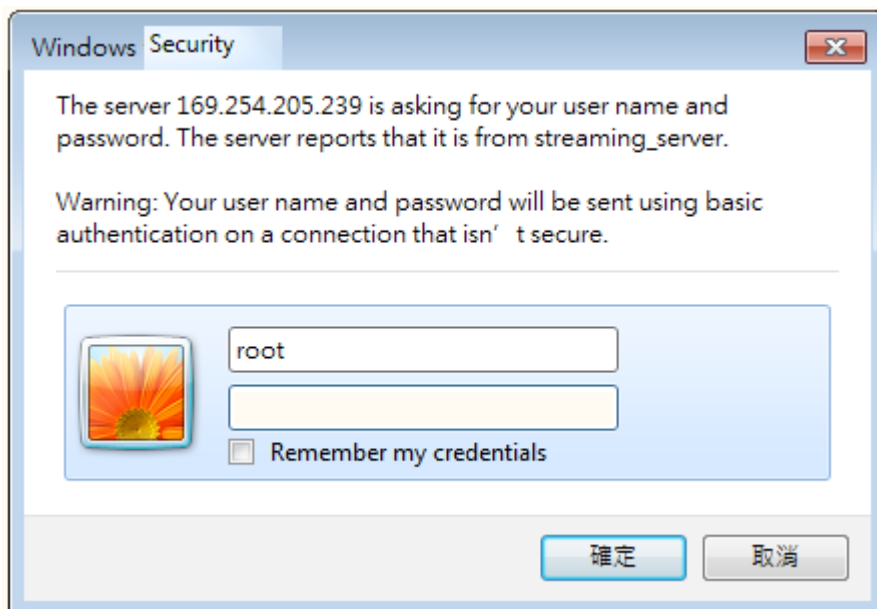 Windows Security
The server 169.254.205.239 is asking for your user name and
password. The server reports that it is from streaming_server.
Warning: Your user name and password will be sent using basic
authentication on a connection that isn’ t secure.
root
Remember my credentials
確定
取消